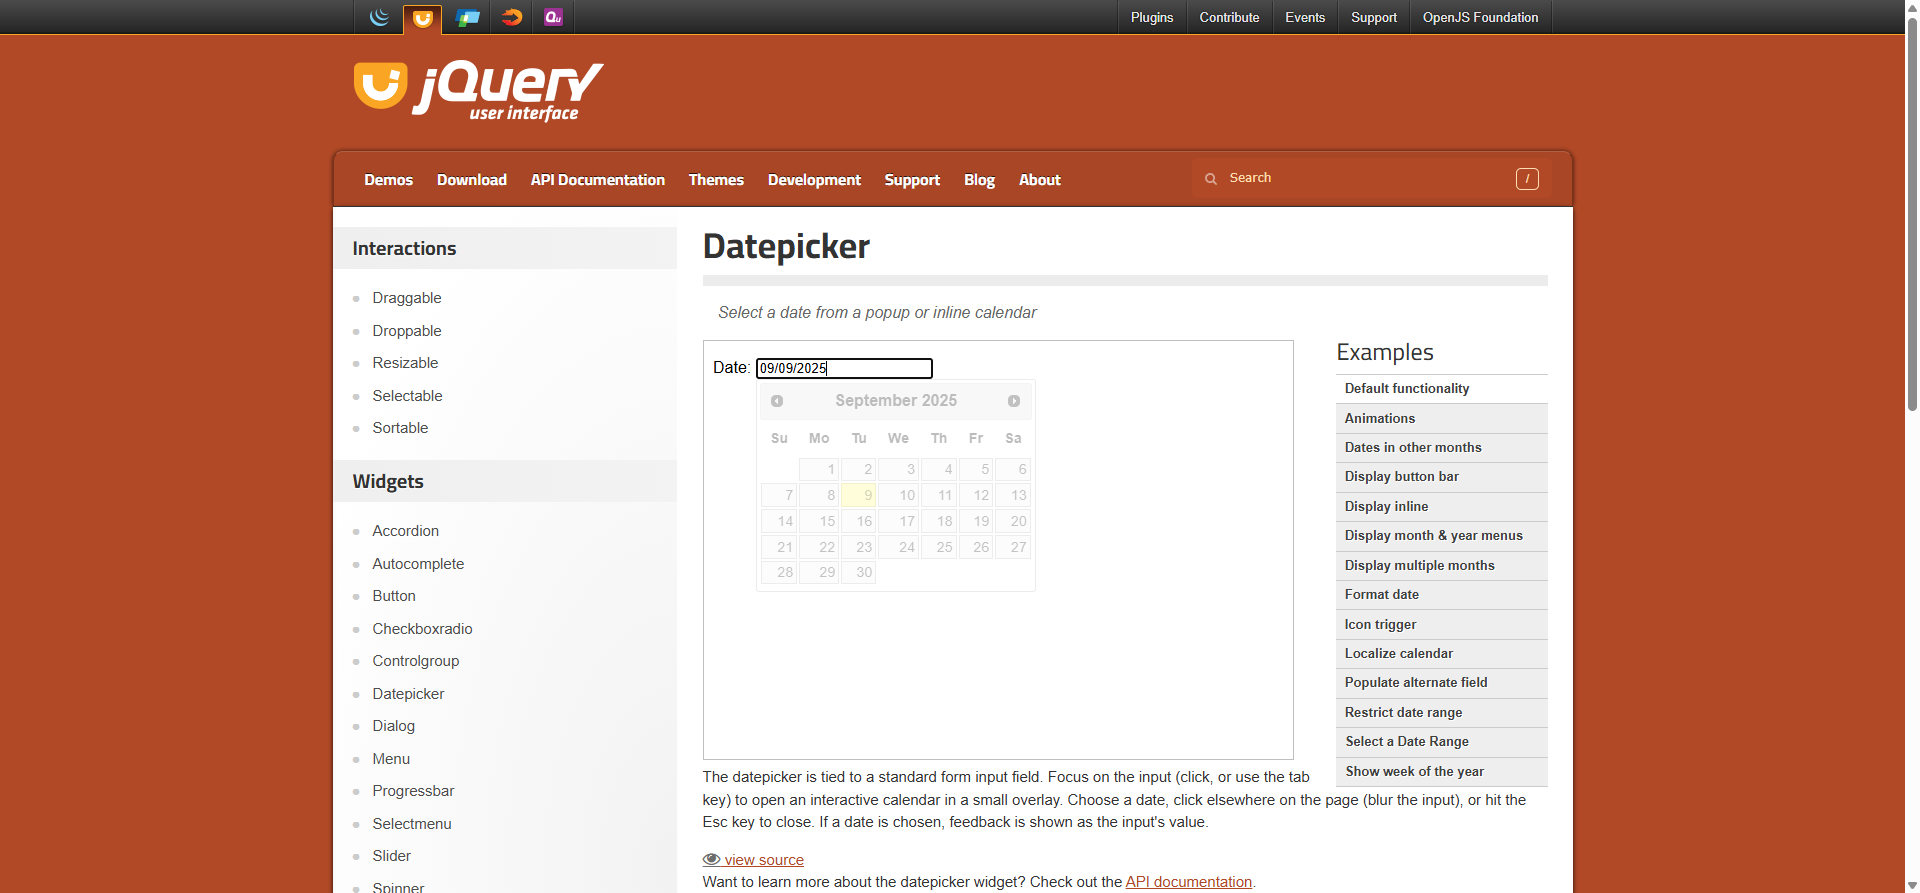 Qu
Plugins Contribute Events Support OpenJS Foundation
jQuery
user interface
Demos Download API Documentation Themes Development Support Blog About Search /
Interactions
Draggable
Droppable
Resizable
Selectable
Sortable
Widgets
Accordion
Autocomplete
Button
Checkboxradio
Controlgroup
Datepicker
Dialog
Menu
Progressbar
Selectmenu
Slider
Spinner
Datepicker
Select a date from a popup or inline calendar
Date: 09/09/2025
September 2025
Su Mo Tu We Th Fr Sa
1 2 3 4 5 6
7 8 9 10 11 12 13
14 15 16 17 18 19 20
21 22 23 24 25 26 27
28 29 30
Examples
Default functionality
Animations
Dates in other months
Display button bar
Display inline
Display month & year menus
Display multiple months
Format date
Icon trigger
Localize calendar
Populate alternate field
Restrict date range
Select a Date Range
Show week of the year
The datepicker is tied to a standard form input field. Focus on the input (click, or use the tab
key) to open an interactive calendar in a small overlay. Choose a date, click elsewhere on the page (blur the input), or hit the
Esc key to close. If a date is chosen, feedback is shown as the input's value.
view source
Want to learn more about the datepicker widget? Check out the API documentation.